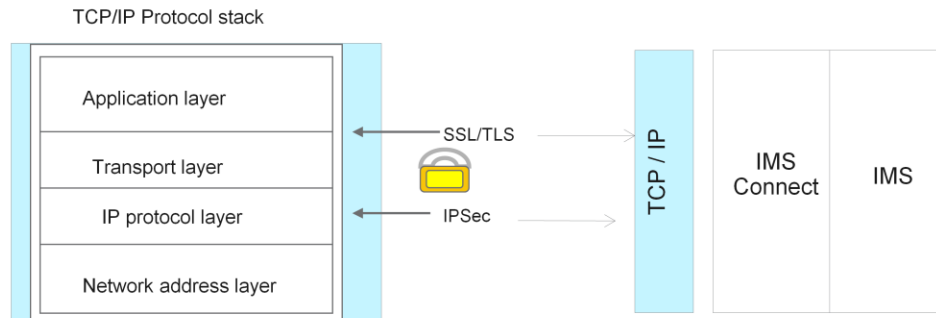 TCP/IP Protocol stack
Application layer
SSL/TLS
Transport layer
IP protocol layer
IPSec
Network address layer
TCP / IP
IMS
Connect
IMS